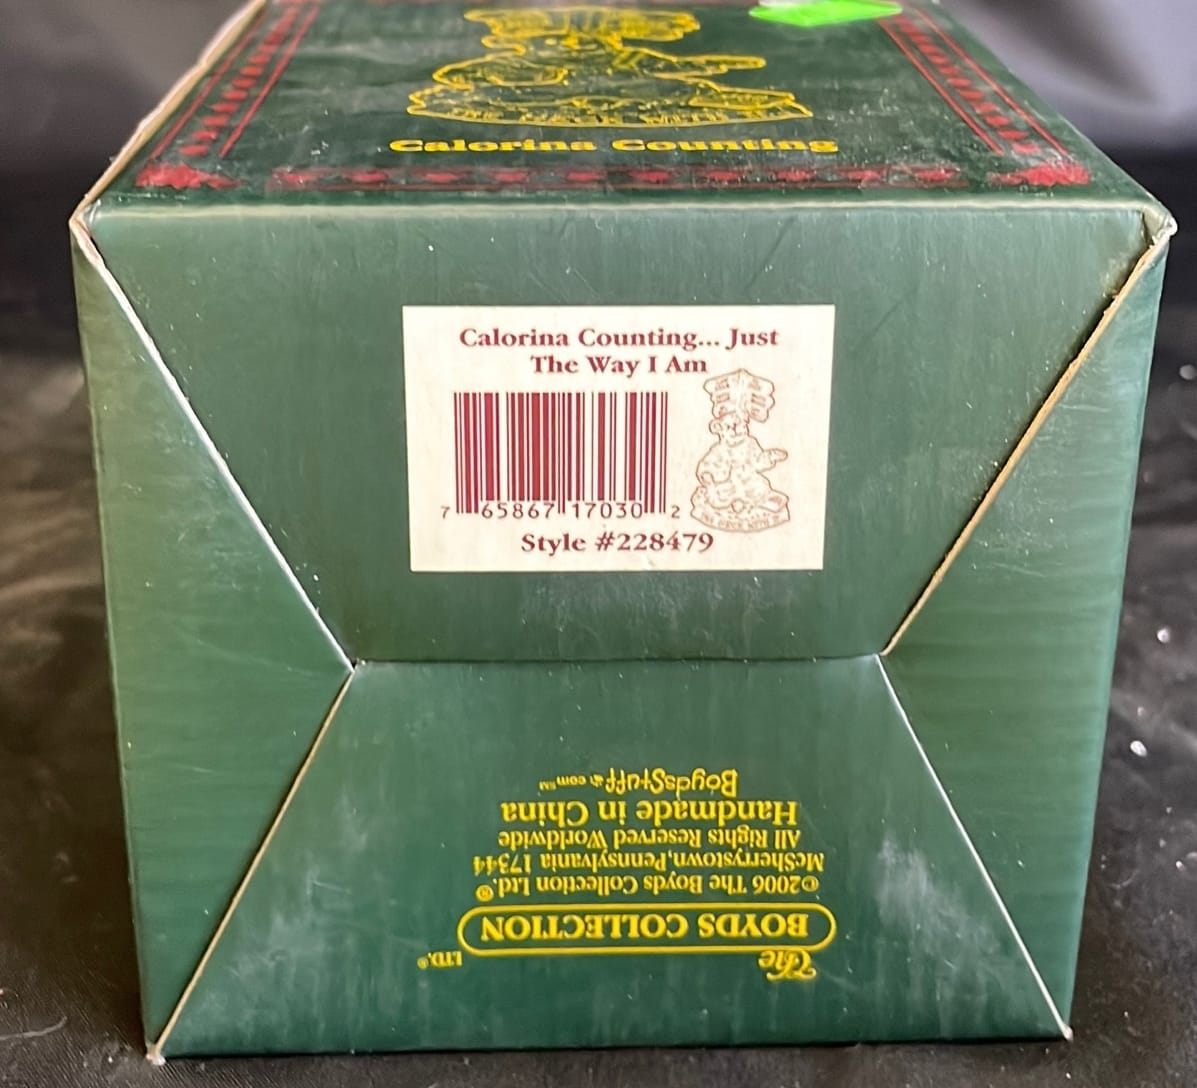 Calorina Counting
Calorina Counting... Just
The Way I Am
7 65867 17030 2
Style #228479
The
BOYDS COLLECTION
LTD.®
©2006 The Boyds Collection Ltd.®
McSherrystown,Pennsylvania 17344
All Rights Reserved Worldwide
Handmade in China
BoydsStuff.com℠